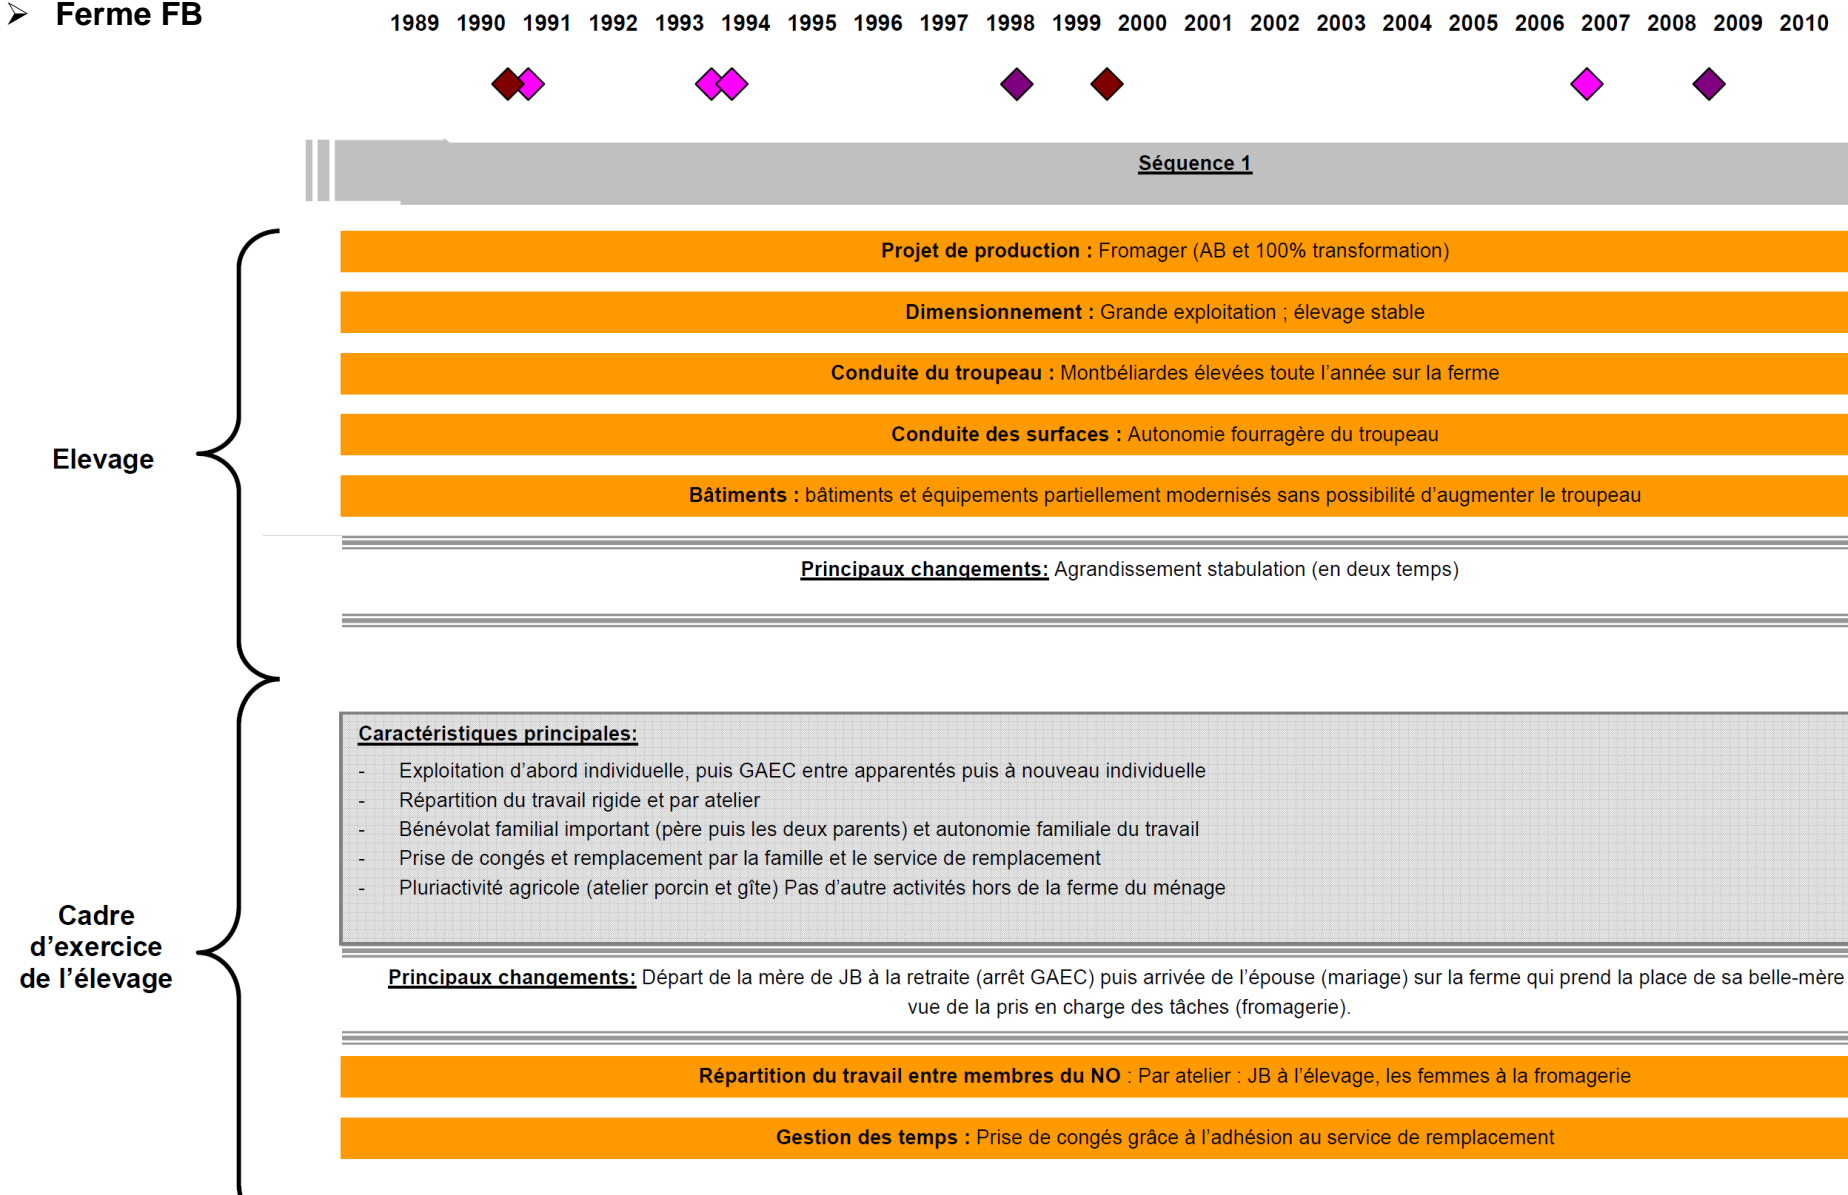 ➢ Ferme FB
1989 1990 1991 1992 1993 1994 1995 1996 1997 1998 1999 2000 2001 2002 2003 2004 2005 2006 2007 2008 2009 2010
Séquence 1
Projet de production : Fromager (AB et 100% transformation)
Dimensionnement : Grande exploitation ; élevage stable
Conduite du troupeau : Montbéliardes élevées toute l'année sur la ferme
Conduite des surfaces : Autonomie fourragère du troupeau
Elevage
Bâtiments : bâtiments et équipements partiellement modernisés sans possibilité d'augmenter le troupeau
Principaux changements: Agrandissement stabulation (en deux temps)
Caractéristiques principales:
- Exploitation d'abord individuelle, puis GAEC entre apparentés puis à nouveau individuelle
- Répartition du travail rigide et par atelier
- Bénévolat familial important (père puis les deux parents) et autonomie familiale du travail
- Prise de congés et remplacement par la famille et le service de remplacement
- Pluriactivité agricole (atelier porcin et gîte) Pas d'autre activités hors de la ferme du ménage
Cadre
d'exercice
de l'élevage
Principaux changements: Départ de la mère de JB à la retraite (arrêt GAEC) puis arrivée de l'épouse (mariage) sur la ferme qui prend la place de sa belle-mère
vue de la pris en charge des tâches (fromagerie).
Répartition du travail entre membres du NO : Par atelier : JB à l'élevage, les femmes à la fromagerie
Gestion des temps : Prise de congés grâce à l'adhésion au service de remplacement